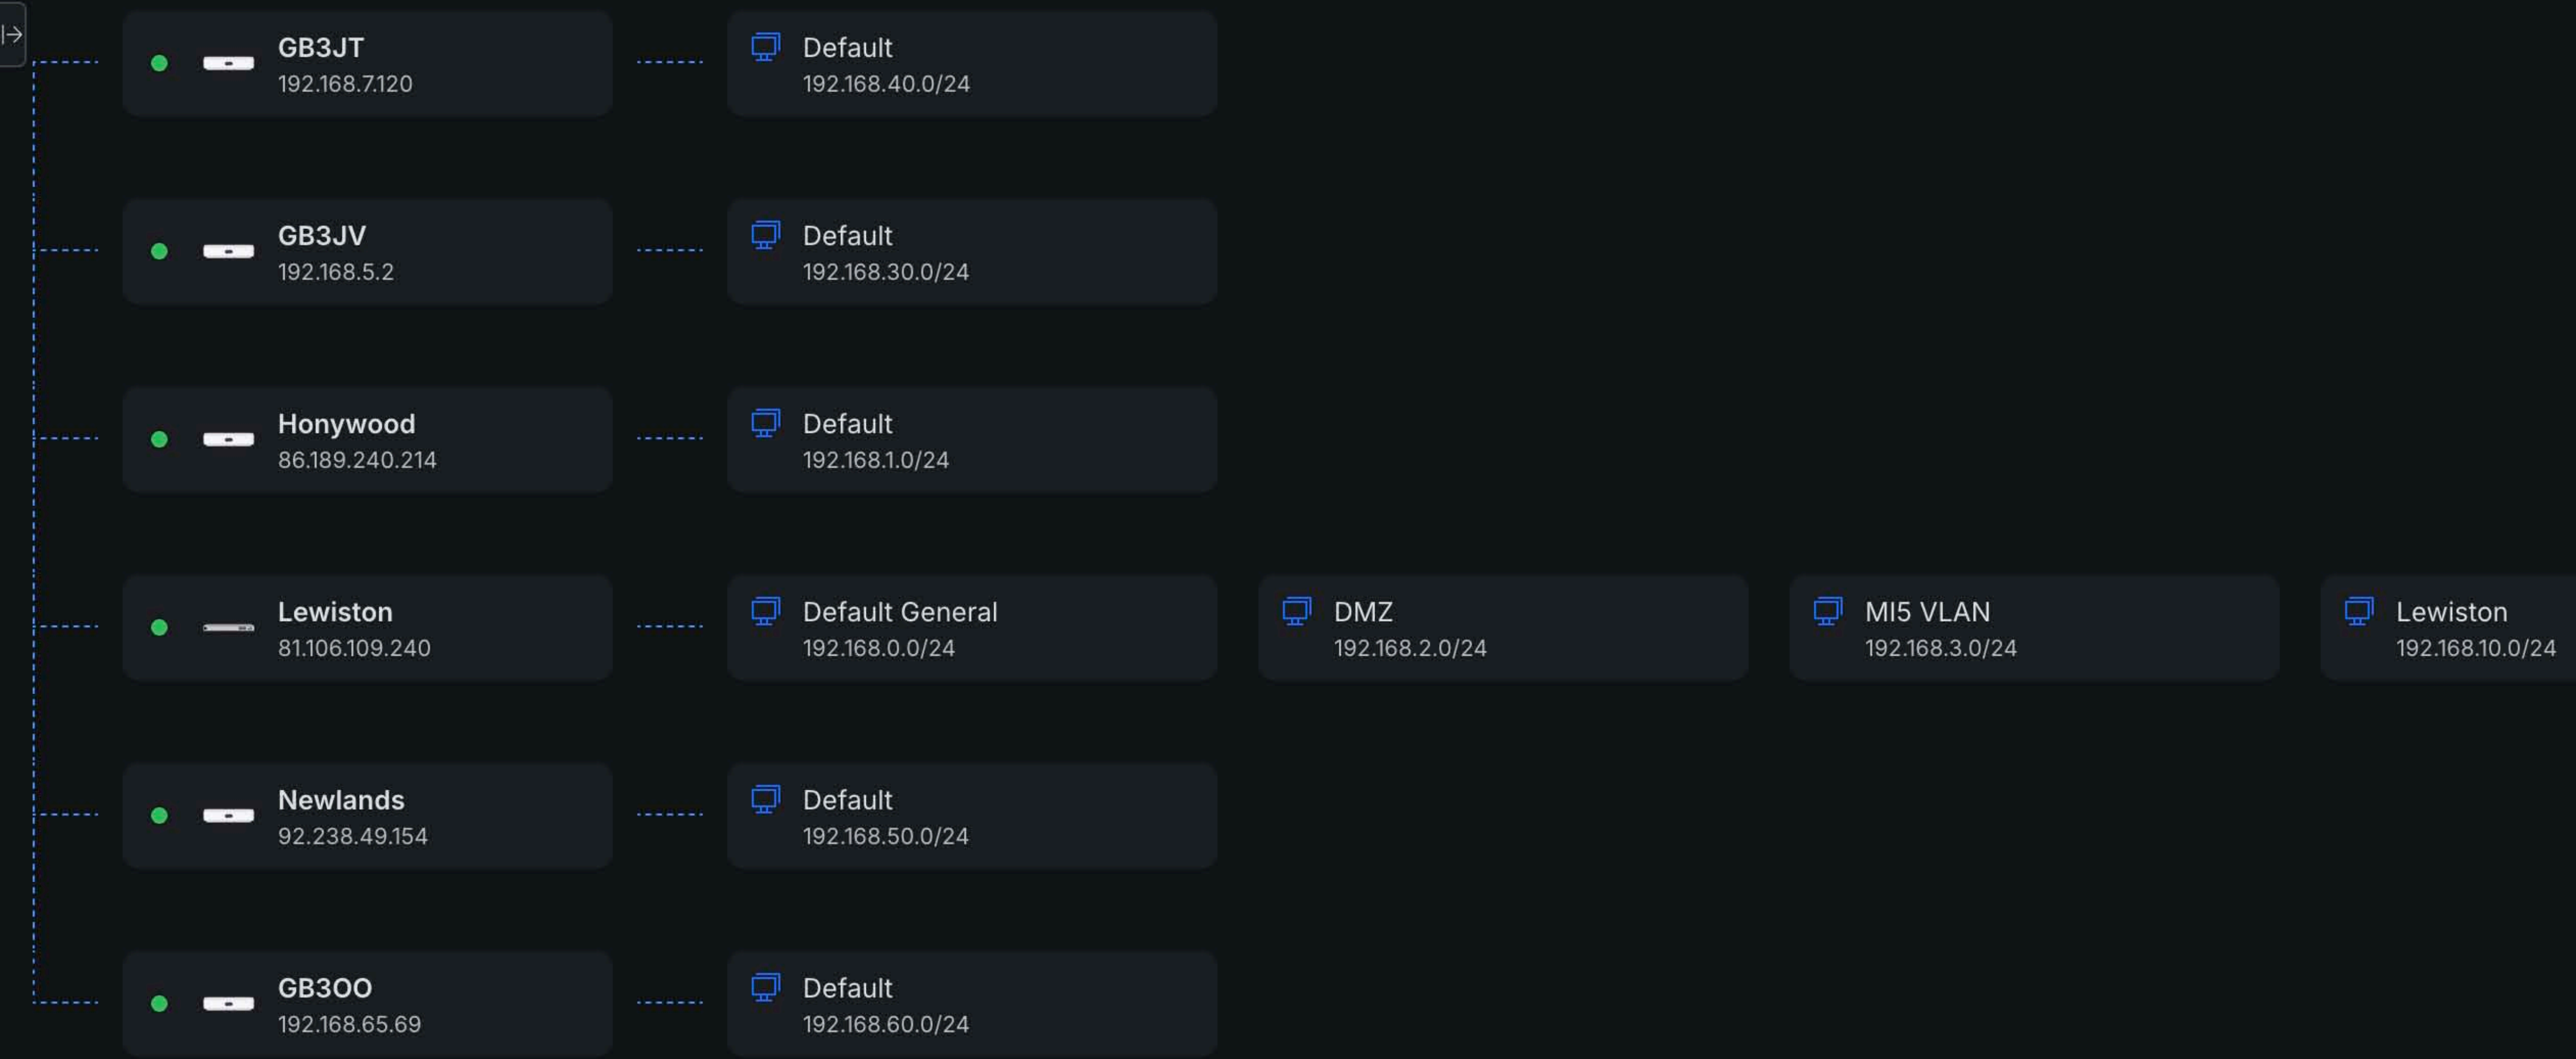 GB3JT
192.168.7.120
Default
192.168.40.0/24
GB3JV
192.168.5.2
Default
192.168.30.0/24
Honywood
86.189.240.214
Default
192.168.1.0/24
Lewiston
81.106.109.240
Default General
192.168.0.0/24
DMZ
192.168.2.0/24
MI5 VLAN
192.168.3.0/24
Lewiston
192.168.10.0/24
Newlands
92.238.49.154
Default
192.168.50.0/24
GB3OO
192.168.65.69
Default
192.168.60.0/24